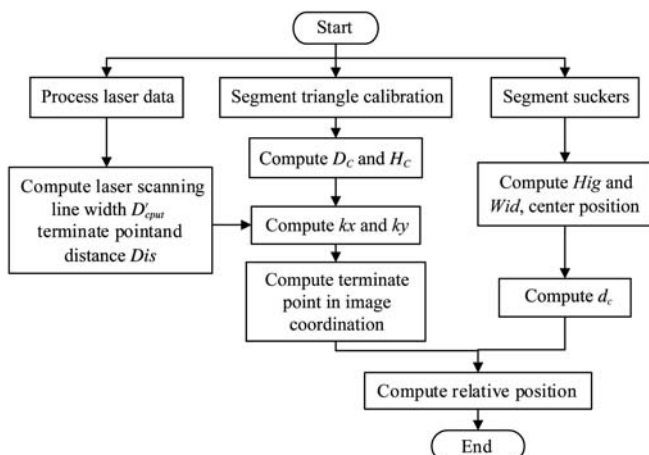 Start
Process laser data
Segment triangle calibration
Segment suckers
Compute D_C and H_C
Compute laser scanning
line width D'_cput
terminate pointand
distance Dis
Compute Hig and
Wid, center position
Compute kx and ky
Compute terminate
point in image
coordination
Compute d_c
Compute relative position
End